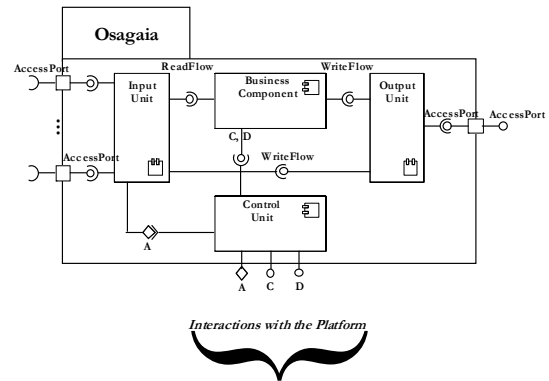 Osagaia
AccessPort
ReadFlow
Business
Component
WriteFlow
Input
Unit
Output
Unit
AccessPort
AccessPort
C, D
AccessPort
WriteFlow
Control
Unit
A
A
C
D
Interactions with the Platform